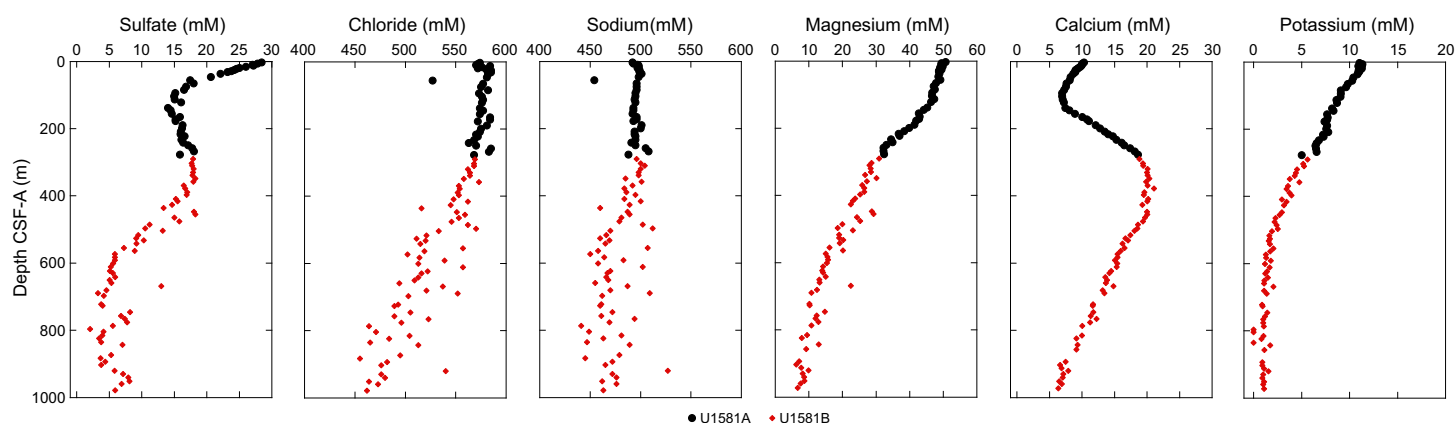 Sulfate (mM) Chloride (mM) Sodium(mM) Magnesium (mM) Calcium (mM) Potassium (mM)
0 5 10 15 20 25 30 400 450 500 550 600 400 450 500 550 600 0 10 20 30 40 50 60 0 5 10 15 20 25 30 0 5 10 15 20
0
200
400
600
800
1000
Depth CSF-A (m)
U1581A U1581B